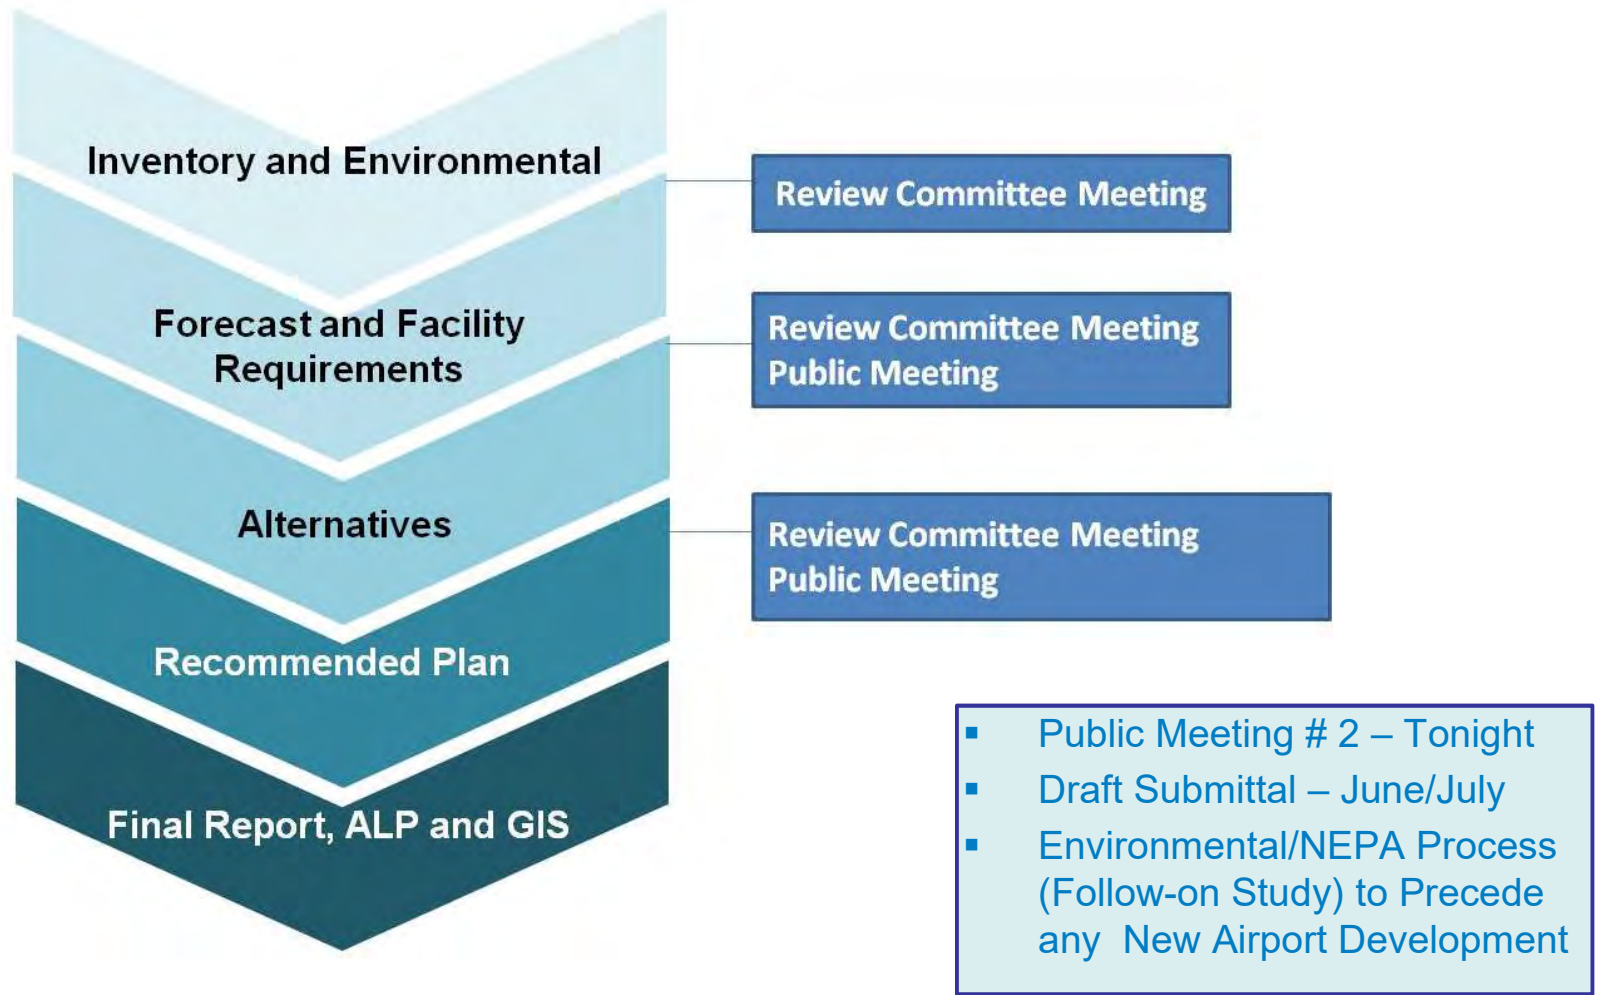 Inventory and Environmental
Review Committee Meeting
Forecast and Facility
Requirements
Review Committee Meeting
Public Meeting
Alternatives
Review Committee Meeting
Public Meeting
Recommended Plan
Final Report, ALP and GIS
▪ Public Meeting # 2 – Tonight
▪ Draft Submittal – June/July
▪ Environmental/NEPA Process
(Follow-on Study) to Precede
any New Airport Development